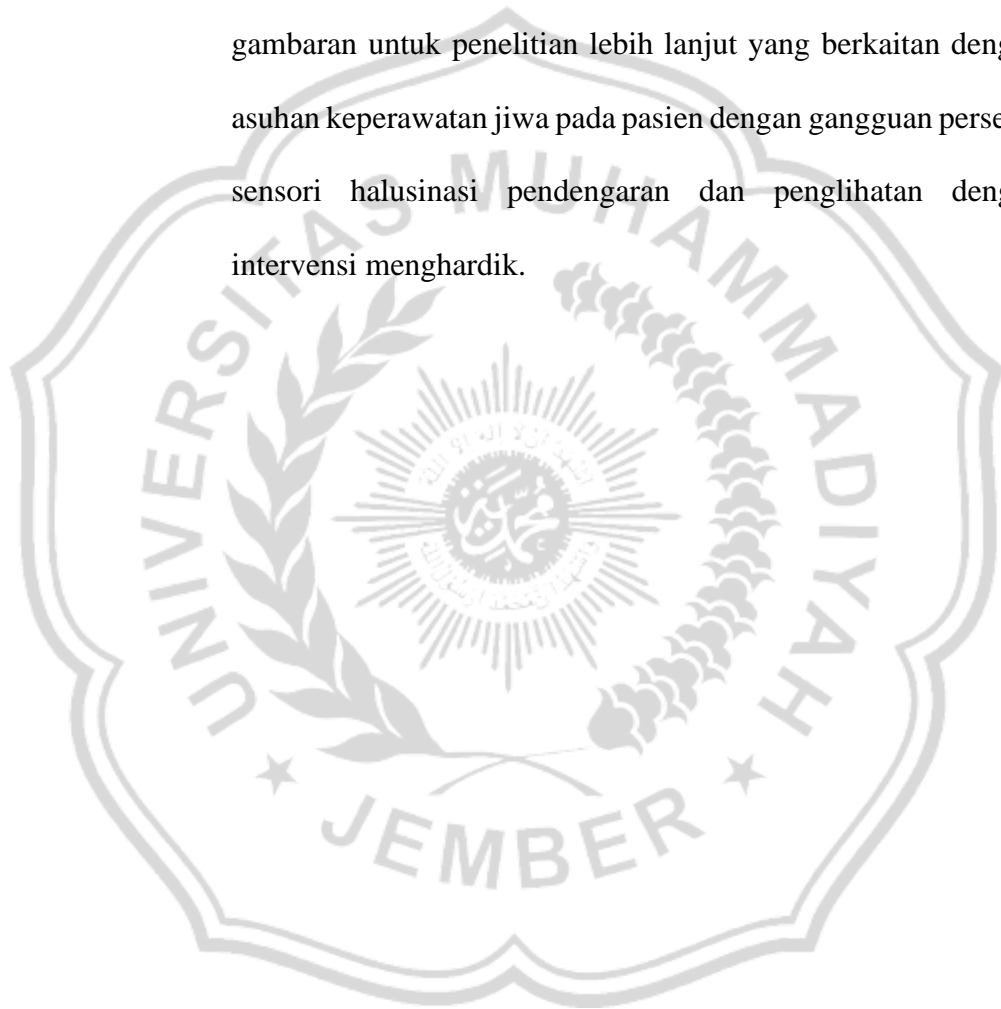 gambaran untuk penelitian lebih lanjut yang berkaitan deng
asuhan keperawatan jiwa pada pasien dengan gangguan perse
sensori halusinasi pendengaran dan penglihatan deng
intervensi menghardik.
UNIVERSITAS MUHAMMADIYAH
★ JEMBER ★